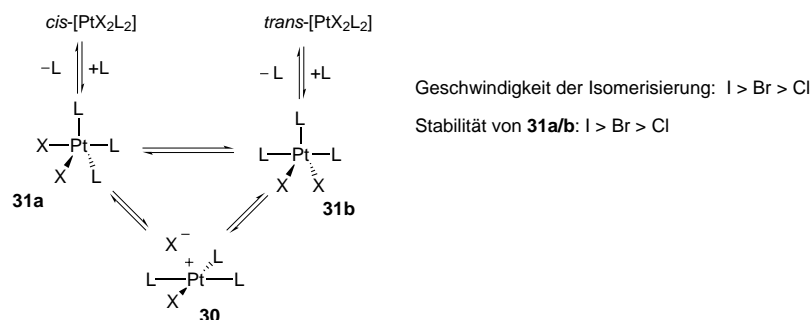 cis-[PtX₂L₂] trans-[PtX₂L₂]
−L +L − L +L
Geschwindigkeit der Isomerisierung: I > Br > Cl
Stabilität von 31a/b: I > Br > Cl
L L
X Pt L L Pt L
X L X X
31a 31b
X −
+ L
L Pt L
X
30